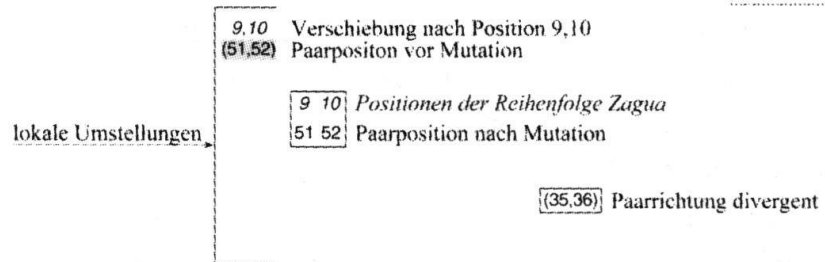 9,10 Verschiebung nach Position 9,10
(51,52) Paarpositon vor Mutation
9 10 Positionen der Reihenfolge Zagua
lokale Umstellungen 51 52 Paarposition nach Mutation
(35,36) Paarrichtung divergent